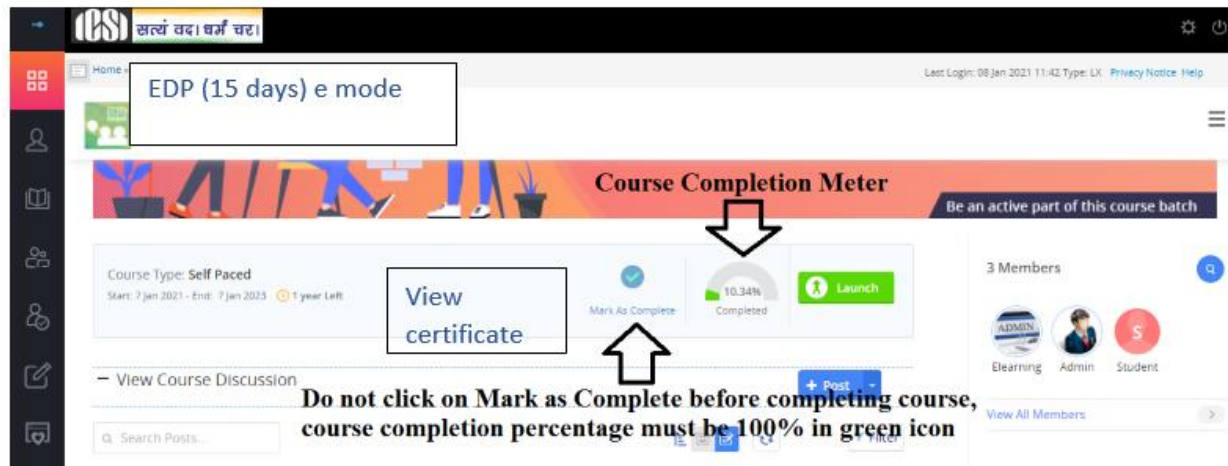 ICSI सत्यं वद। धर्मं चर।
Home
Last Login: 08 Jan 2021 11:42 Type: LX Privacy Notice Help
EDP (15 days) e mode
Course Completion Meter
Be an active part of this course batch
Course Type: Self Paced
Start: 7 Jan 2021 - End: 7 Jan 2023 1 year Left
View
certificate
Mark As Complete
10.34%
Completed
Launch
3 Members
ADMIN
S
Elearning Admin Student
View All Members
− View Course Discussion
+ Post
Do not click on Mark as Complete before completing course,
course completion percentage must be 100% in green icon
Search Posts...
Filter